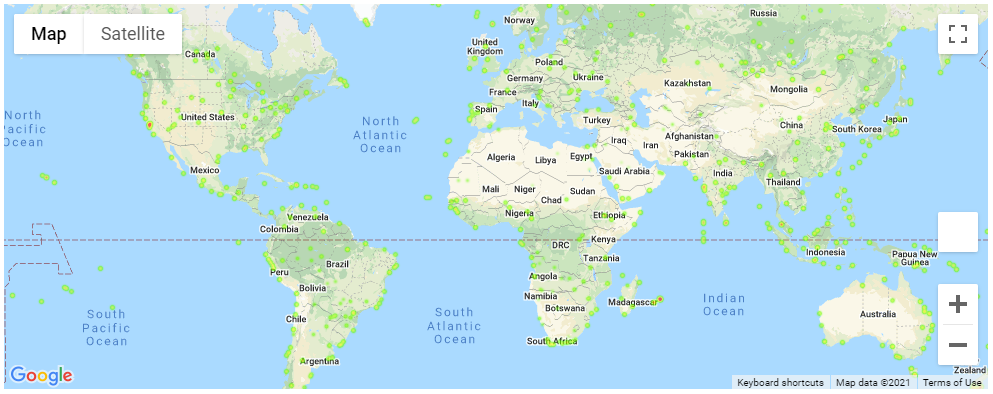 Map
Satellite
Norway
Russia
Canada
United
Kingdom
Poland
Germany
Ukraine
Kazakhstan
Mongolia
France
Italy
Spain
North
Pacific
Ocean
United States
North
Atlantic
Ocean
Turkey
China
Japan
South Korea
Afghanistan
Iraq
Iran
Pakistan
Algeria
Libya
Egypt
Mexico
Saudi Arabia
India
Thailand
Mali
Niger
Sudan
Chad
Venezuela
Nigeria
Ethiopia
Colombia
DRC
Kenya
Indonesia
Papua New
Guinea
Tanzania
Peru
Brazil
Angola
Bolivia
Namibia
Botswana
Madagascar
Indian
Ocean
South
Pacific
Ocean
Chile
South
Atlantic
Ocean
Australia
South Africa
Argentina
Zealand
Google
Keyboard shortcuts
Map data ©2021
Terms of Use